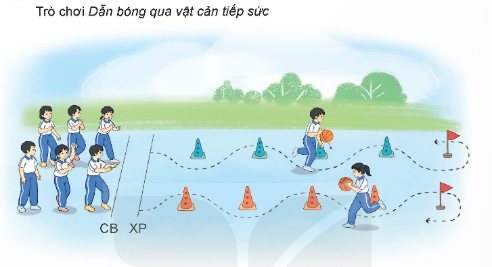 Trò chơi Dẫn bóng qua vật cản tiếp sức
CB XP